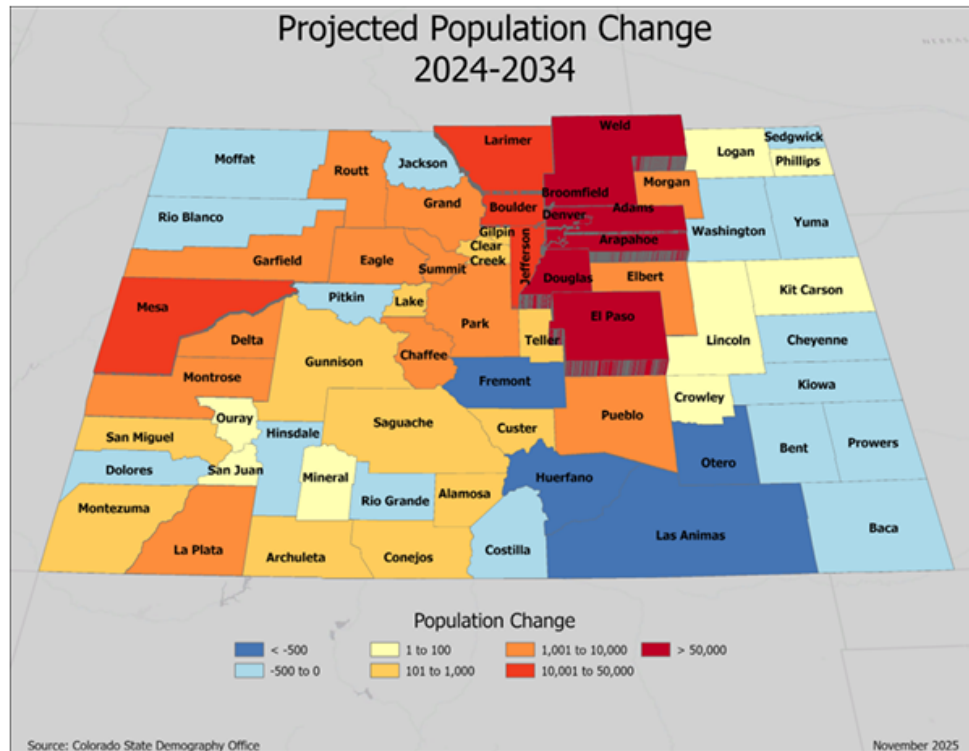 Projected Population Change
2024-2034
Weld
Larimer
Sedgwick
Logan
Phillips
Moffat
Jackson
Routt
Morgan
Broomfield
Grand
Boulder
Adams
Denver
Rio Blanco
Washington
Yuma
Gilpin
Clear
Creek
Arapahoe
Jefferson
Garfield
Eagle
Summit
Douglas
Elbert
Kit Carson
Pitkin
Lake
Mesa
Park
El Paso
Delta
Teller
Lincoln
Cheyenne
Chaffee
Gunnison
Montrose
Fremont
Kiowa
Crowley
Ouray
Pueblo
Saguache
Custer
San Miguel
Hinsdale
Bent
Prowers
Otero
Dolores
San Juan
Mineral
Huerfano
Rio Grande
Alamosa
Montezuma
Las Animas
Baca
La Plata
Archuleta
Conejos
Costilla
Population Change
< -500
1 to 100
1,001 to 10,000
> 50,000
-500 to 0
101 to 1,000
10,001 to 50,000
Source: Colorado State Demography Office
November 2025